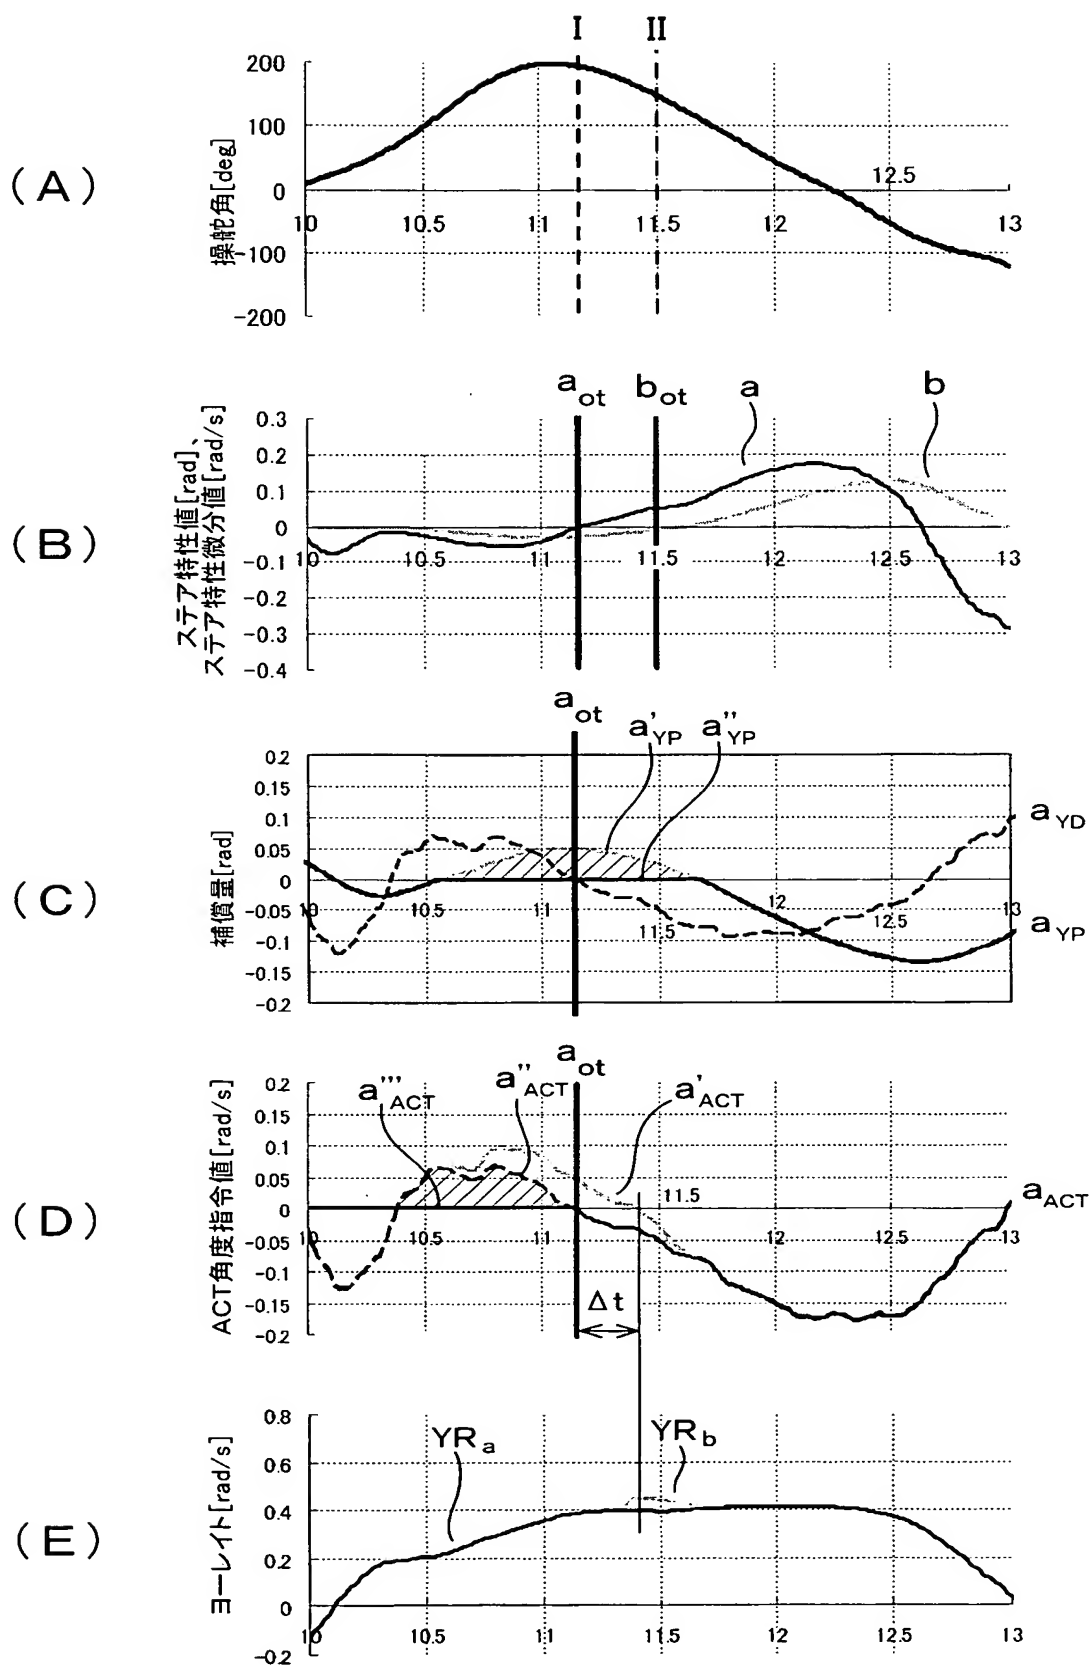 I II
(A)
操舵角[deg]
200
100
0
-100
-200
10 10.5 11 11.5 12 12.5 13
(B)
ステア特性値[rad]、
ステア特性微分値[rad/s]
a_ot b_ot a b
0.3
0.2
0.1
0
-0.1
-0.2
-0.3
-0.4
10 10.5 11 11.5 12 12.5 13
(C)
補償量[rad]
a_ot a'_YP a''_YP
0.2
0.15
0.1
0.05
0
-0.05
-0.1
-0.15
-0.2
10 10.5 11 11.5 12 12.5 13
a_YD
a_YP
(D)
ACT角度指令値[rad/s]
a_ot
a'''_ACT a''_ACT a'_ACT
0.2
0.15
0.1
0.05
0
-0.05
-0.1
-0.15
-0.2
10 10.5 11 11.5 12 12.5 13
a_ACT
Δt
(E)
ヨーレイト[rad/s]
YR_a YR_b
0.8
0.6
0.4
0.2
0
-0.2
10 10.5 11 11.5 12 12.5 13